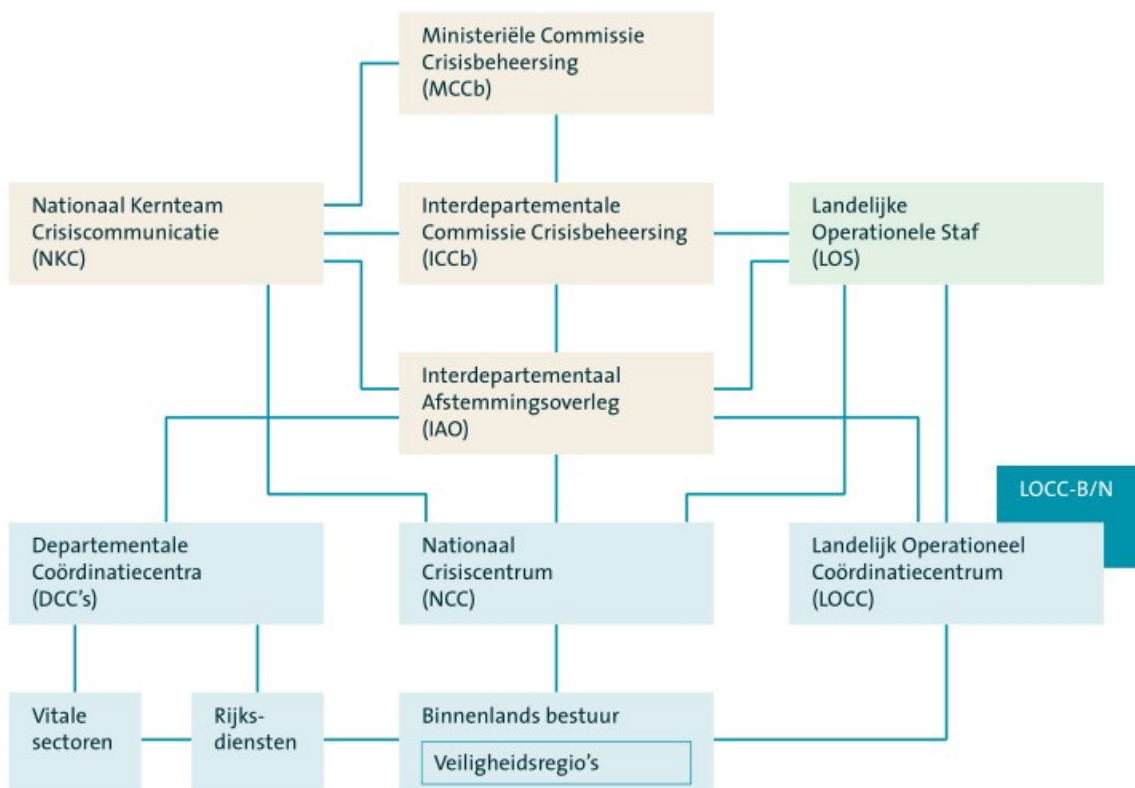 Ministeriële Commissie
Crisisbeheersing
(MCCb)
Nationaal Kernteam
Crisiscommunicatie
(NKC)
Interdepartementale
Commissie Crisisbeheersing
(ICCb)
Landelijke
Operationele Staf
(LOS)
Interdepartementaal
Afstemmingsoverleg
(IAO)
LOCC-B/N
Departementale
Coördinatiecentra
(DCC’s)
Nationaal
Crisiscentrum
(NCC)
Landelijk Operationeel
Coördinatiecentrum
(LOCC)
Vitale
sectoren
Rijks-
diensten
Binnenlands bestuur
Veiligheidsregio’s